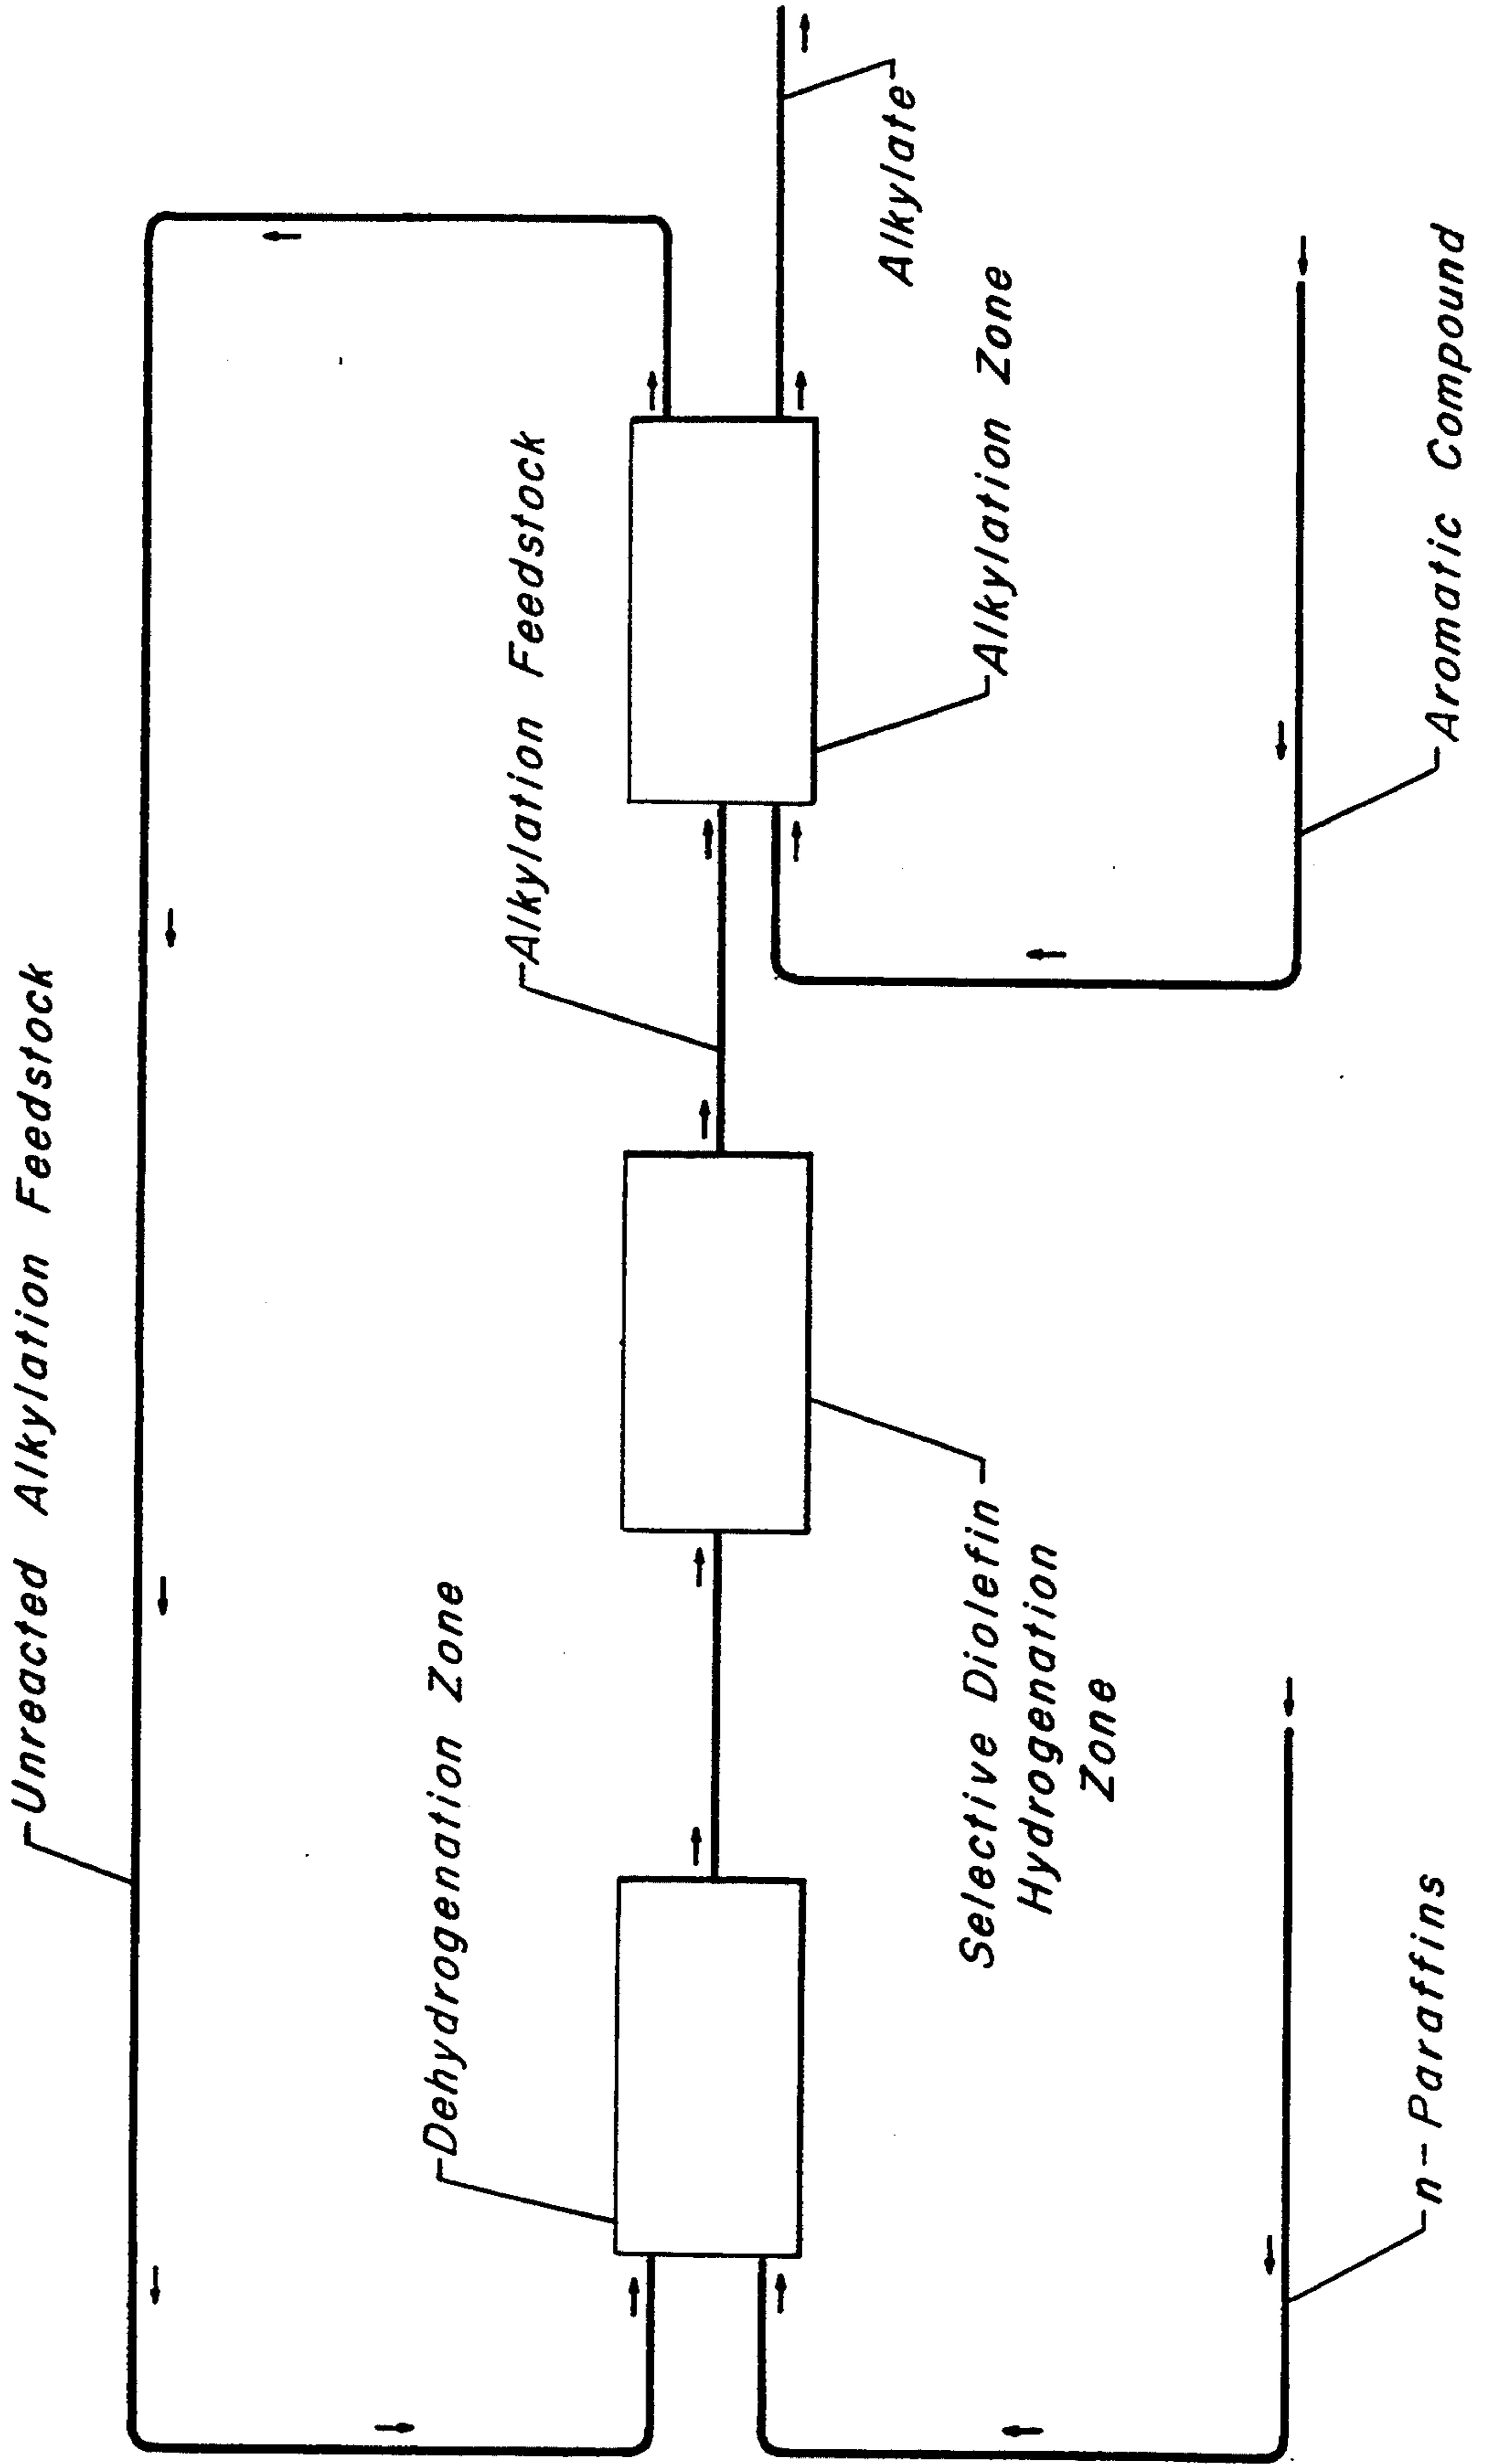 Unreacted Alkylation Feedstock
Dehydrogenation Zone
Alkylation Feedstock
Alkylate
Selective Diolefin
Hydrogenation
Zone
Alkylation Zone
n-Paraffins
Aromatic Compound